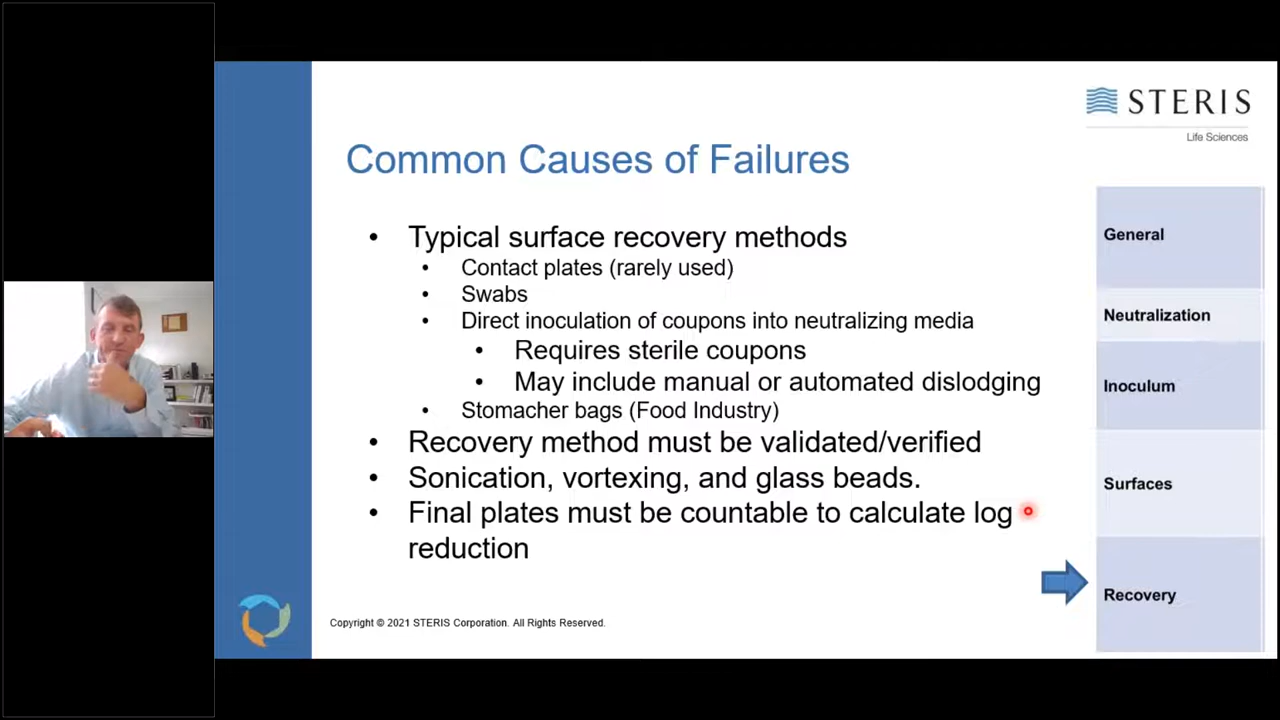 STERIS
Life Sciences
Common Causes of Failures
• Typical surface recovery methods
• Contact plates (rarely used)
• Swabs
• Direct inoculation of coupons into neutralizing media
• Requires sterile coupons
• May include manual or automated dislodging
• Stomacher bags (Food Industry)
• Recovery method must be validated/verified
• Sonication, vortexing, and glass beads.
• Final plates must be countable to calculate log
reduction
General
Neutralization
Inoculum
Surfaces
Recovery
Copyright © 2021 STERIS Corporation. All Rights Reserved.